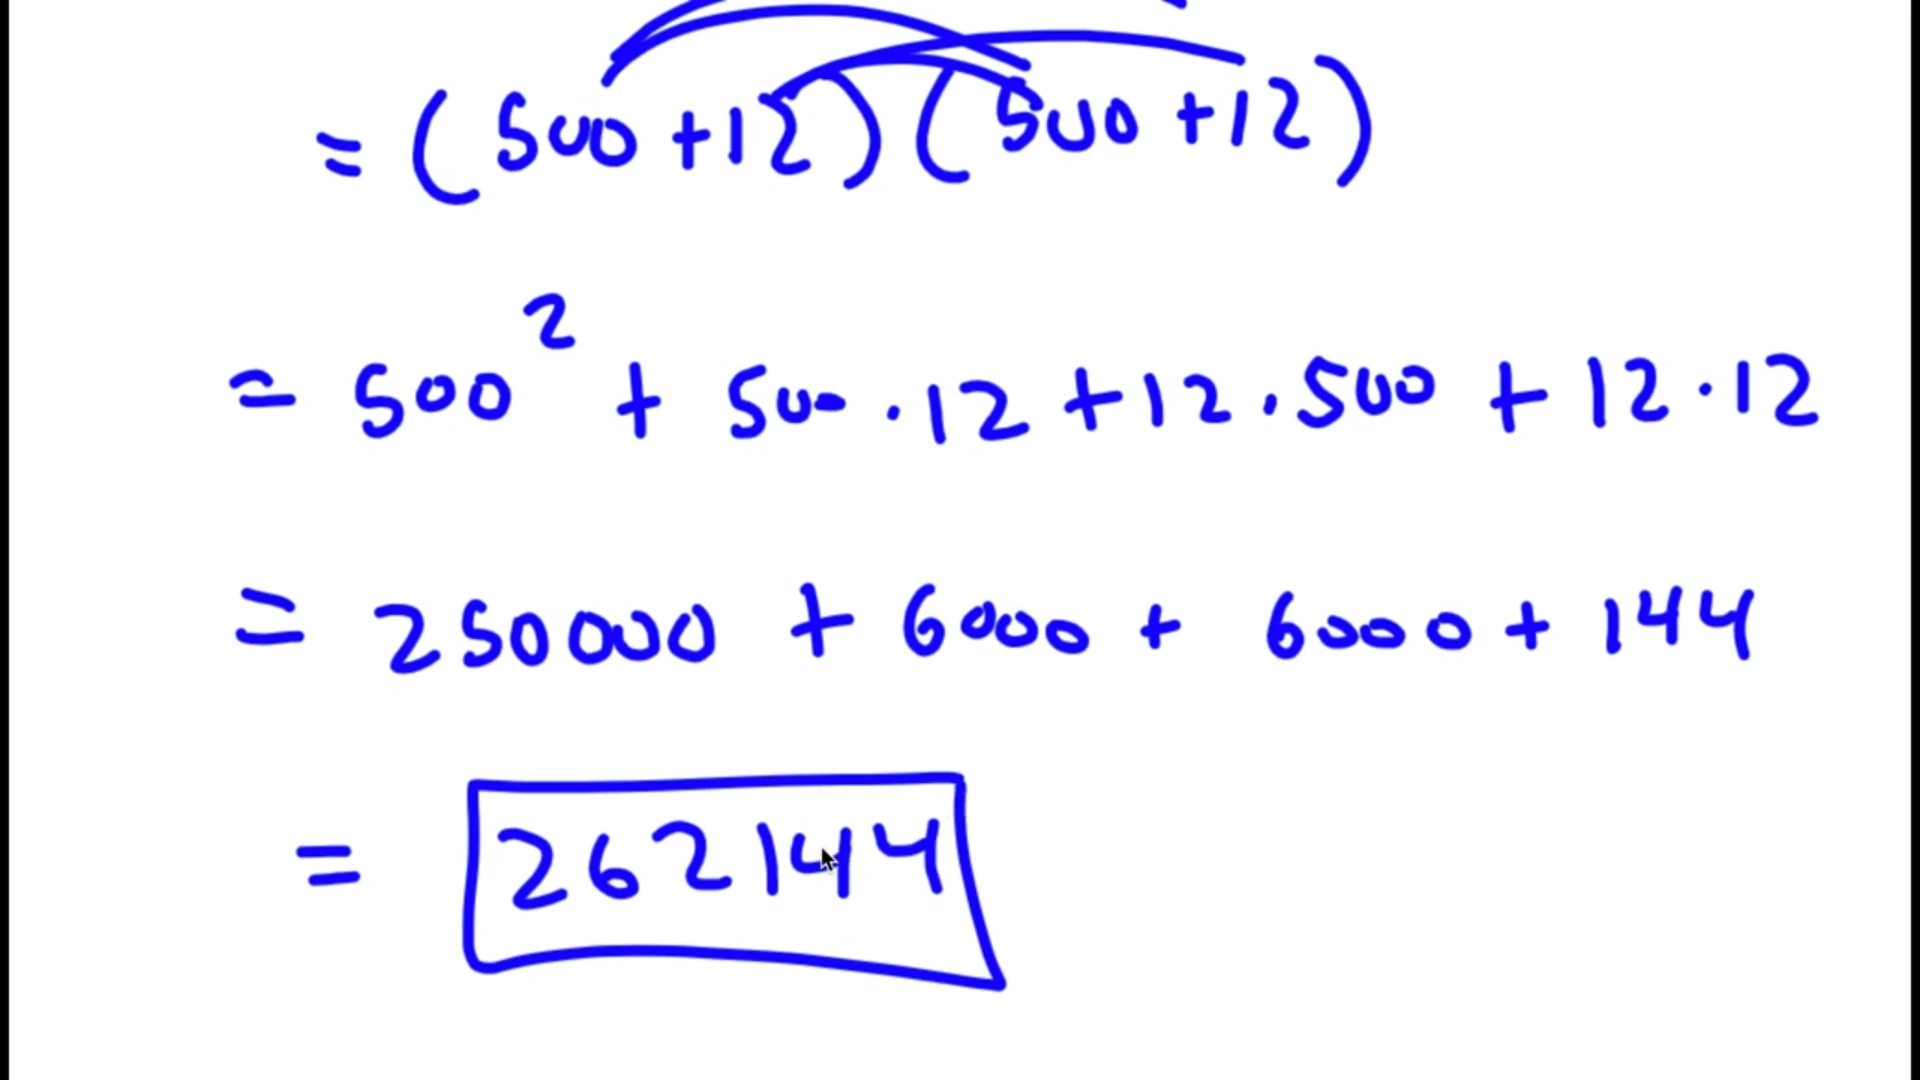 = (500 + 12) (500 + 12)
= 500² + 500 · 12 + 12 · 500 + 12 · 12
= 250000 + 6000 + 6000 + 144
= 262144